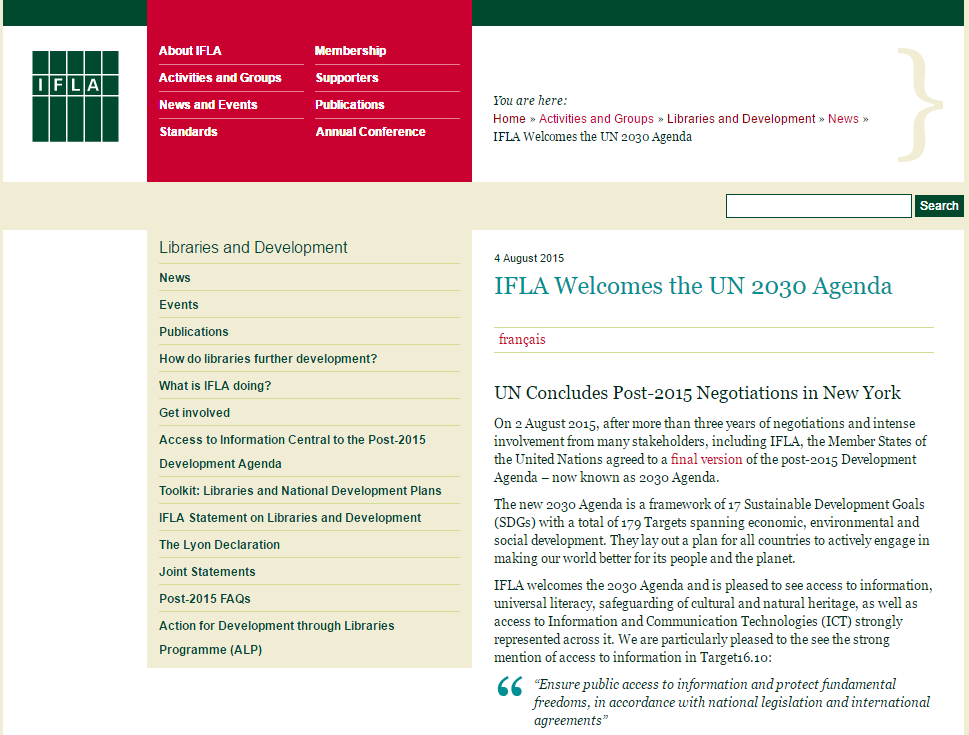 IFLA
About IFLA
Activities and Groups
News and Events
Standards
Membership
Supporters
Publications
Annual Conference
You are here:
Home » Activities and Groups » Libraries and Development » News »
IFLA Welcomes the UN 2030 Agenda
}
Search
Libraries and Development
News
Events
Publications
How do libraries further development?
What is IFLA doing?
Get involved
Access to Information Central to the Post-2015
Development Agenda
Toolkit: Libraries and National Development Plans
IFLA Statement on Libraries and Development
The Lyon Declaration
Joint Statements
Post-2015 FAQs
Action for Development through Libraries
Programme (ALP)
4 August 2015
IFLA Welcomes the UN 2030 Agenda
français
UN Concludes Post-2015 Negotiations in New York
On 2 August 2015, after more than three years of negotiations and intense
involvement from many stakeholders, including IFLA, the Member States of
the United Nations agreed to a final version of the post-2015 Development
Agenda – now known as 2030 Agenda.
The new 2030 Agenda is a framework of 17 Sustainable Development Goals
(SDGs) with a total of 179 Targets spanning economic, environmental and
social development. They lay out a plan for all countries to actively engage in
making our world better for its people and the planet.
IFLA welcomes the 2030 Agenda and is pleased to see access to information,
universal literacy, safeguarding of cultural and natural heritage, as well as
access to Information and Communication Technologies (ICT) strongly
represented across it. We are particularly pleased to the see the strong
mention of access to information in Target16.10:
“Ensure public access to information and protect fundamental
freedoms, in accordance with national legislation and international
agreements”